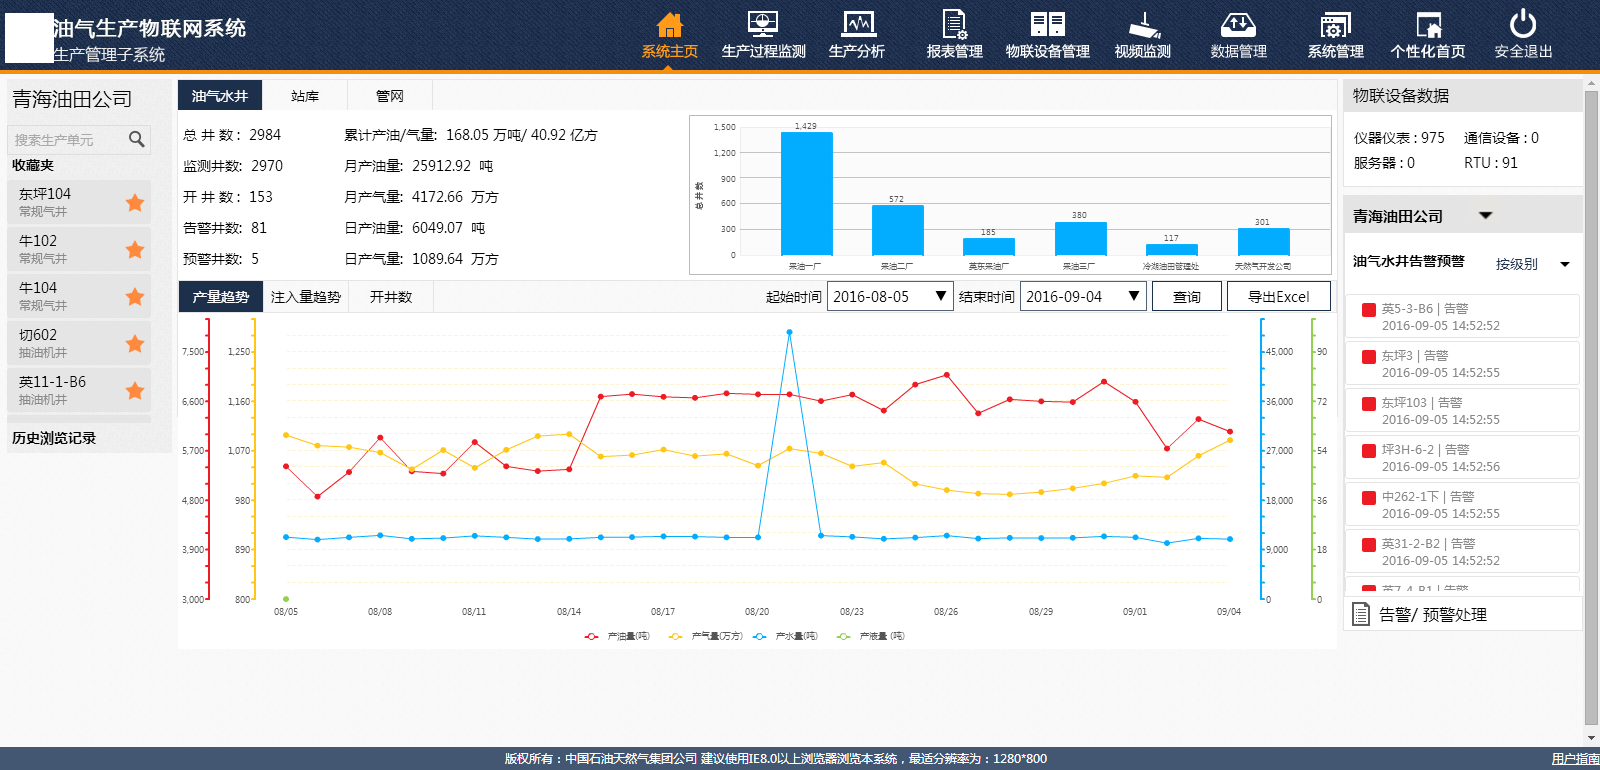 油气生产物联网系统
生产管理子系统
系统主页
生产过程监测
生产分析
报表管理
物联设备管理
视频监测
数据管理
系统管理
个性化首页
安全退出
青海油田公司
搜索生产单元
收藏夹
东坪104
常规气井
牛102
常规气井
牛104
常规气井
切602
抽油机井
英11-1-B6
抽油机井
历史浏览记录
油气水井 站库 管网
总 井 数： 2984 累计产油/气量: 168.05 万吨/ 40.92 亿方
监测井数: 2970 月产油量: 25912.92 吨
开 井 数： 153 月产气量: 4172.66 万方
告警井数: 81 日产油量: 6049.07 吨
预警井数: 5 日产气量: 1089.64 万方
总井数
1,500
1,200
900
600
300
0
1,429
572
185
380
117
301
采油一厂 采油二厂 英东采油厂 采油三厂 冷湖油田管理处 天然气开发公司
产量趋势 注入量趋势 开井数
起始时间 2016-08-05 ▼ 结束时间 2016-09-04 ▼ 查询 导出Excel
7,500 1,250 45,000 90
6,600 1,160 36,000 72
5,700 1,070 27,000 54
4,800 980 18,000 36
3,900 890 9,000 18
3,000 800 0 0
08/05 08/08 08/11 08/14 08/17 08/20 08/23 08/26 08/29 09/01 09/04
产油量(吨) 产气量(万方) 产水量(吨) 产液量 (吨)
物联设备数据
仪器仪表 : 975 通信设备 : 0
服务器 : 0 RTU : 91
青海油田公司
油气水井告警预警 按级别
英5-3-B6 | 告警
2016-09-05 14:52:52
东坪3 | 告警
2016-09-05 14:52:55
东坪103 | 告警
2016-09-05 14:52:55
坪3H-6-2 | 告警
2016-09-05 14:52:56
中262-1下 | 告警
2016-09-05 14:52:55
英31-2-B2 | 告警
2016-09-05 14:52:52
英7-4-B1 | 告警
告警/ 预警处理
版权所有：中国石油天然气集团公司 建议使用IE8.0以上浏览器浏览本系统，最适分辨率为：1280*800
用户指南